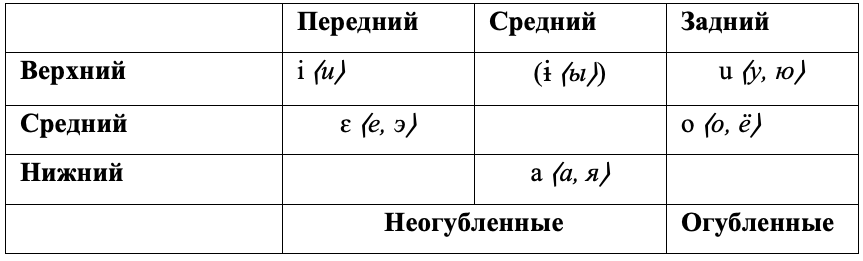 Передний Средний Задний
Верхний i ⟨и⟩ (ɨ ⟨ы⟩) u ⟨у, ю⟩
Средний ɛ ⟨е, э⟩ o ⟨о, ё⟩
Нижний a ⟨а, я⟩
Неогубленные Огубленные